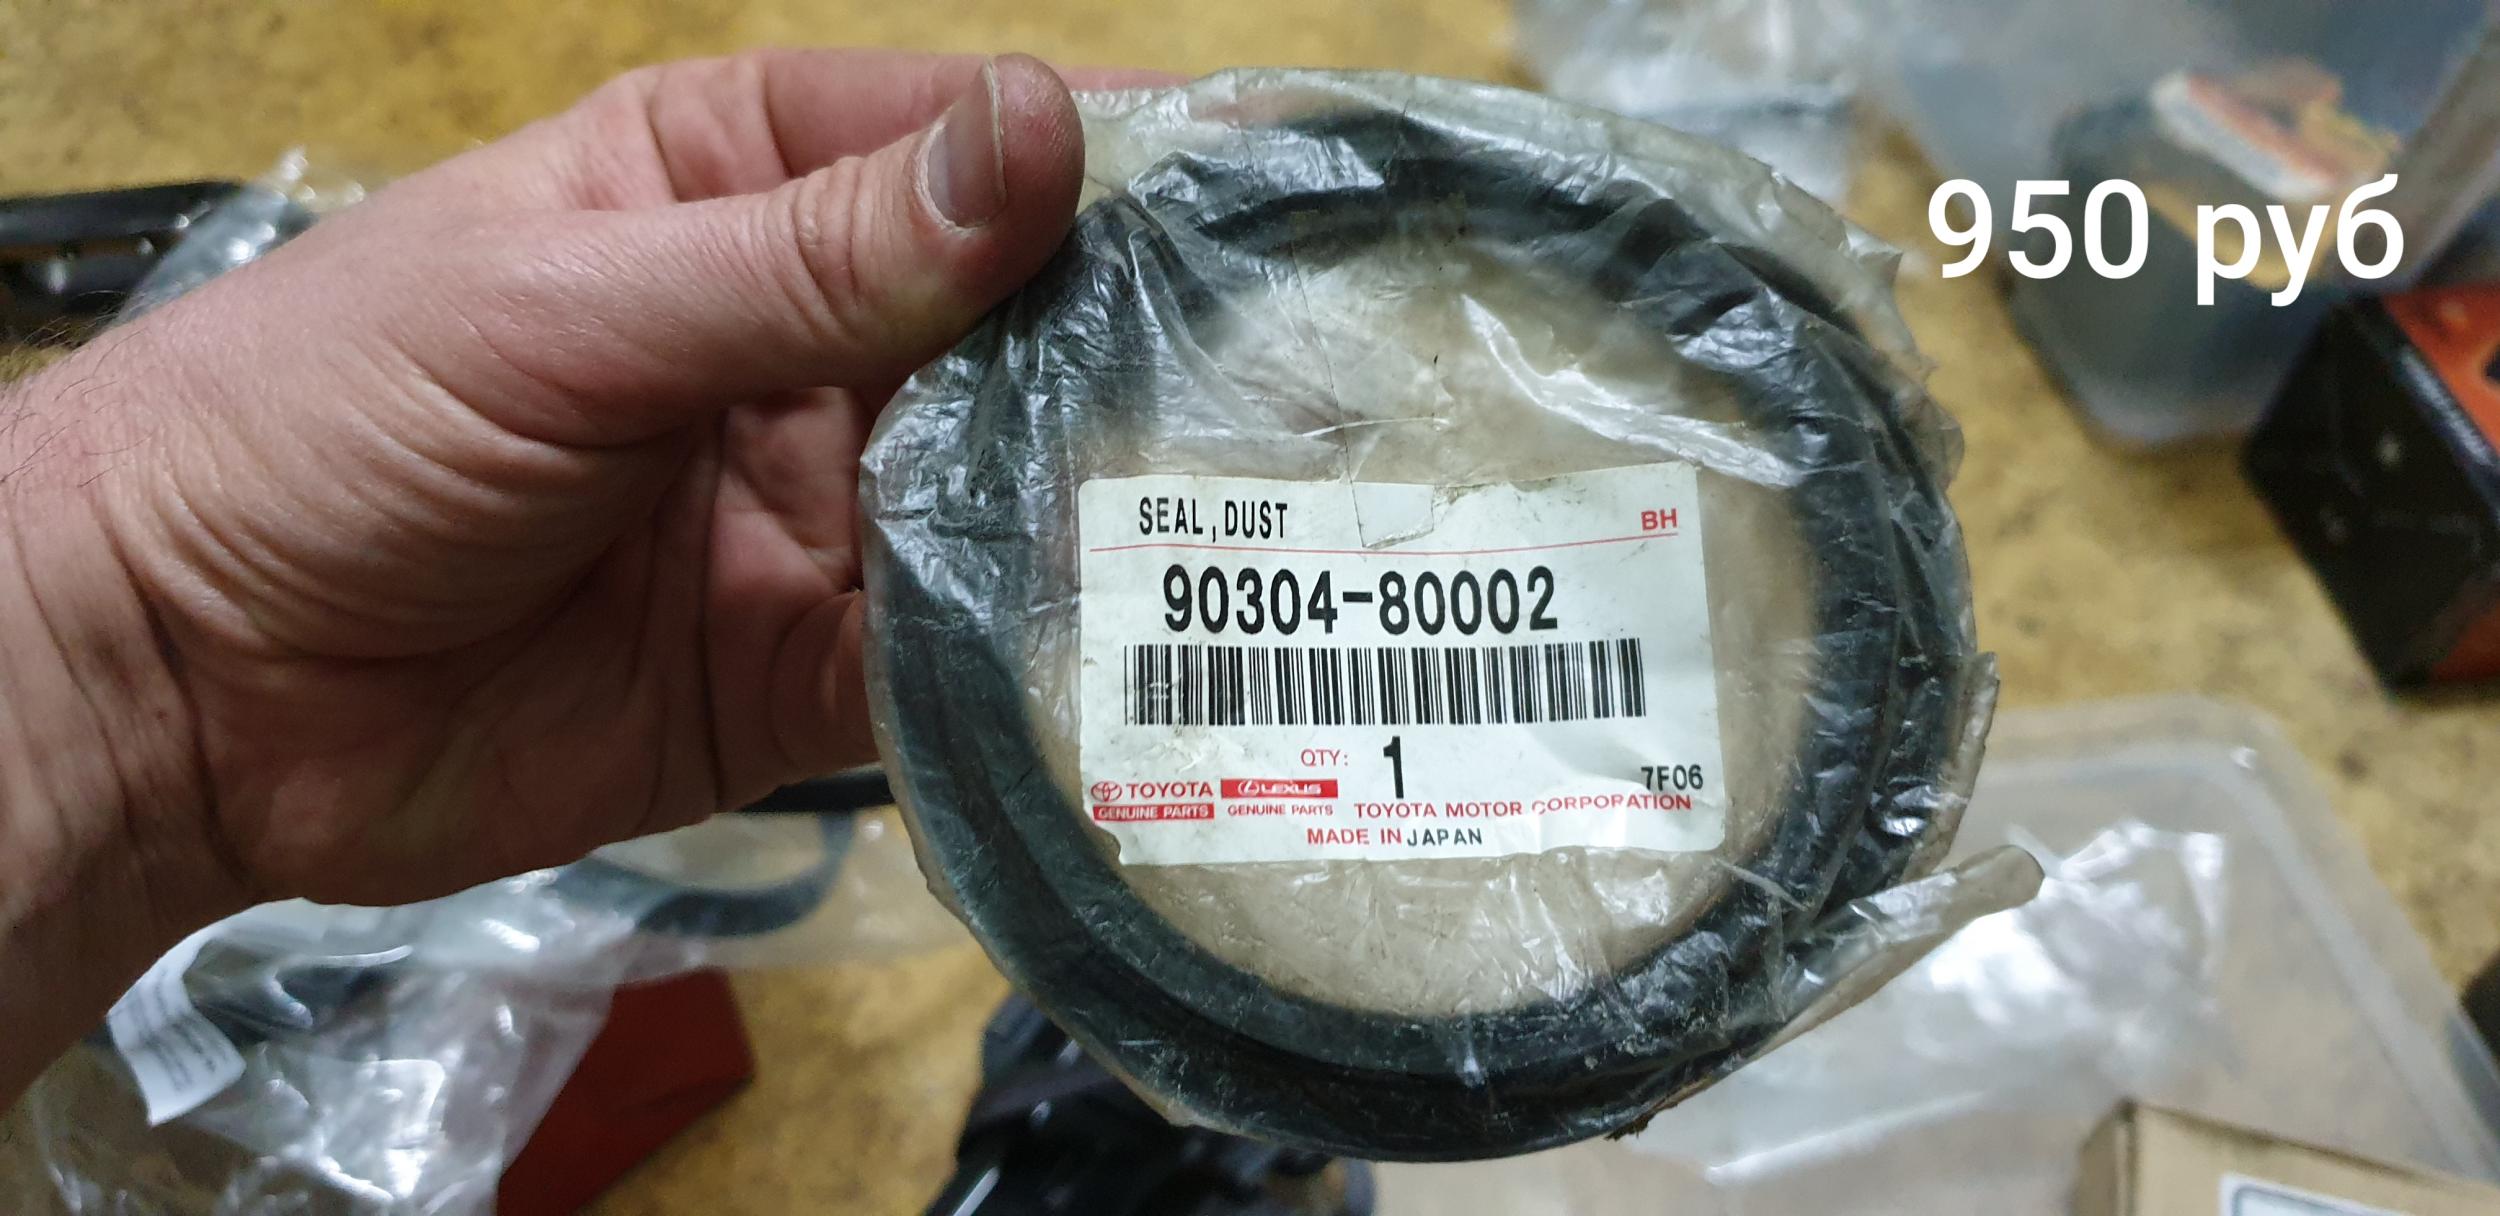 950 руб
SEAL,DUST BH
90304-80002
QTY: 1 7F06
TOYOTA LEXUS
GENUINE PARTS GENUINE PARTS TOYOTA MOTOR CORPORATION
MADE IN JAPAN